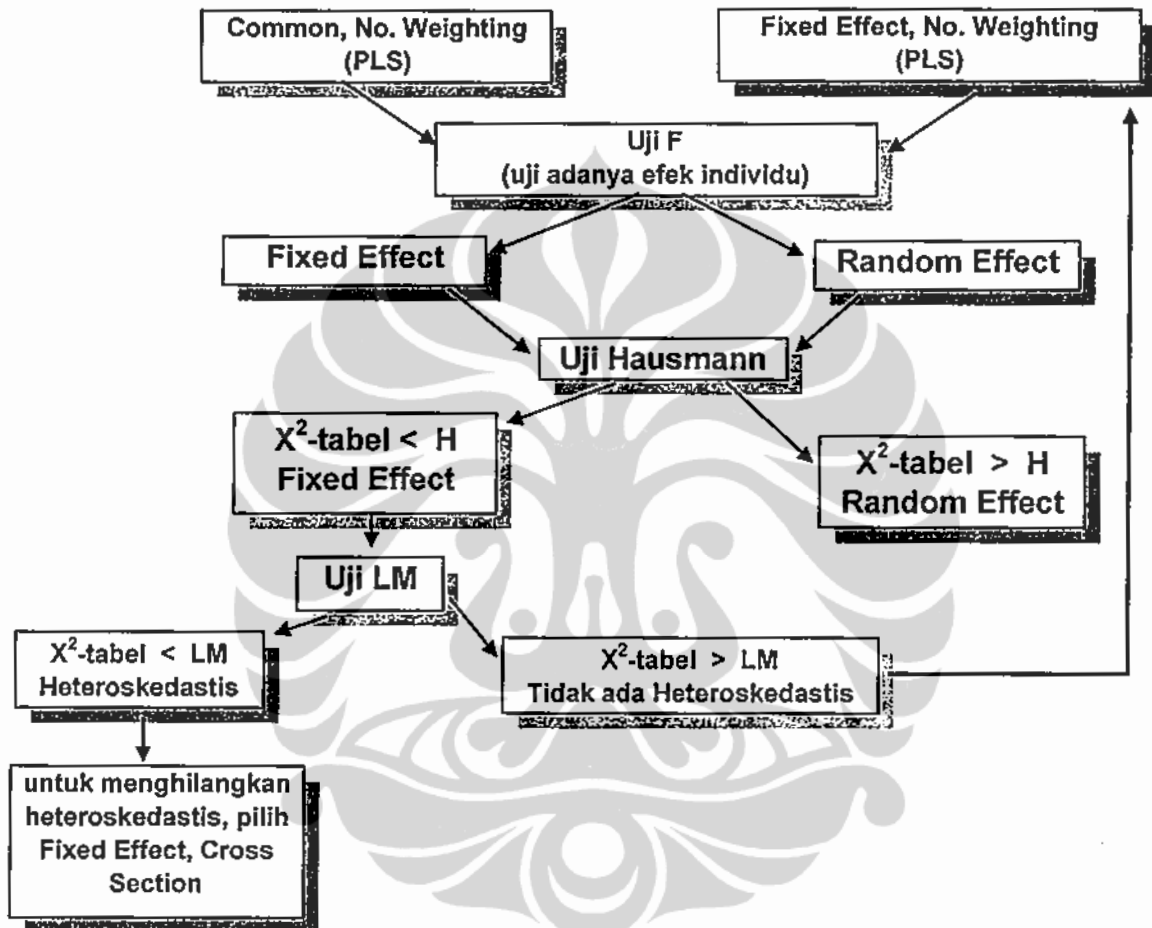 Common, No. Weighting
(PLS)
Fixed Effect, No. Weighting
(PLS)
Uji F
(uji adanya efek individu)
Fixed Effect
Random Effect
Uji Hausmann
X²-tabel < H
Fixed Effect
X²-tabel > H
Random Effect
Uji LM
X²-tabel < LM
Heteroskedastis
X²-tabel > LM
Tidak ada Heteroskedastis
untuk menghilangkan
heteroskedastis, pilih
Fixed Effect, Cross
Section